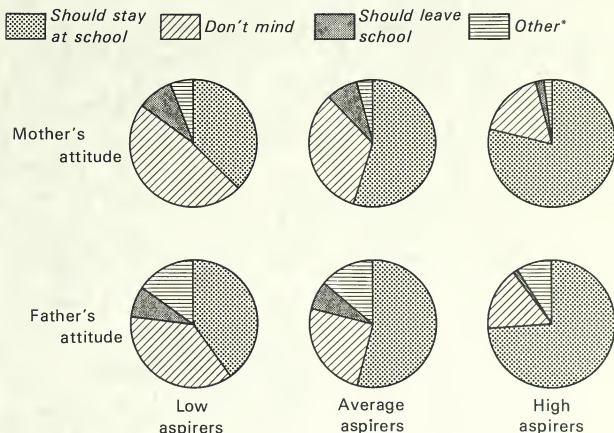 Should stay
at school
Don't mind
Should leave
school
Other*
Mother's
attitude
Father's
attitude
Low
aspirers
Average
aspirers
High
aspirers